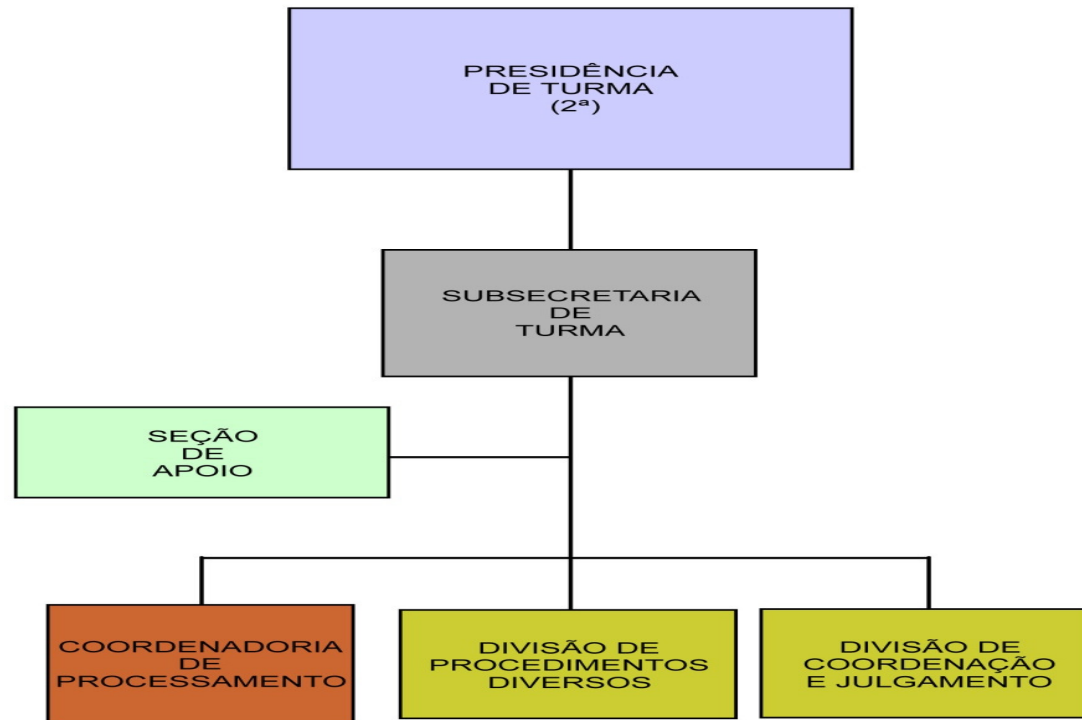 PRESIDÊNCIA
DE TURMA
(2ª)
SUBSECRETARIA
DE
TURMA
SEÇÃO
DE
APOIO
COORDENADORIA
DE
PROCESSAMENTO
DIVISÃO DE
PROCEDIMENTOS
DIVERSOS
DIVISÃO DE
COORDENAÇÃO
E JULGAMENTO